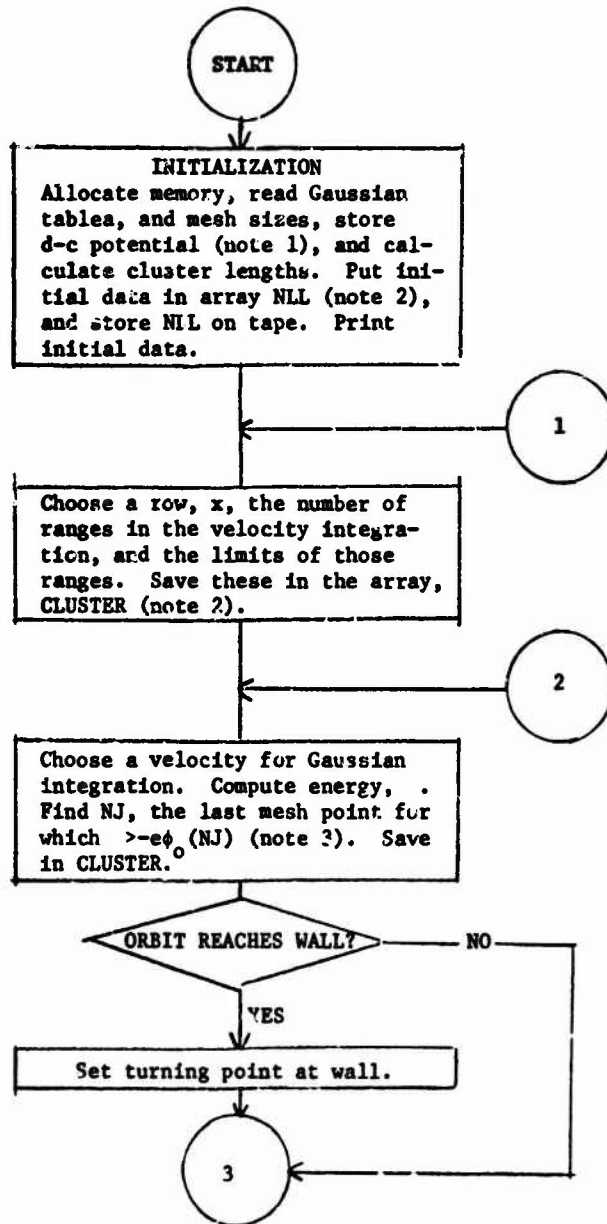 START
INITIALIZATION
Allocate memory, read Gaussian
tablea, and mesh sizes, store
d-c potential (note 1), and cal-
culate cluster lengths. Put ini-
tial data in array NLL (note 2),
and store NIL on tape. Print
initial data.
1
Choose a row, x, the number of
ranges in the velocity integra-
tion, and the limits of those
ranges. Save these in the array,
CLUSTER (note 2).
2
Choose a velocity for Gaussian
integration. Compute energy, .
Find NJ, the last mesh point for
which >-eϕo(NJ) (note 3). Save
in CLUSTER.
ORBIT REACHES WALL?
NO
YES
Set turning point at wall.
3